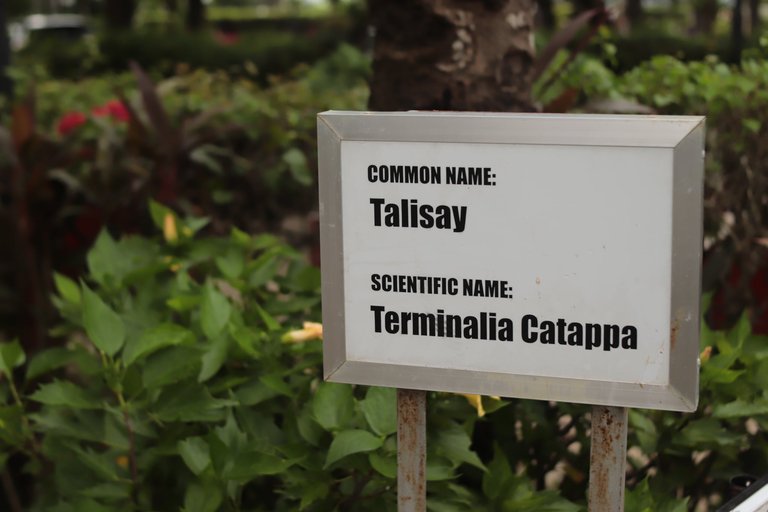 COMMON NAME:
Talisay
SCIENTIFIC NAME:
Terminalia Catappa